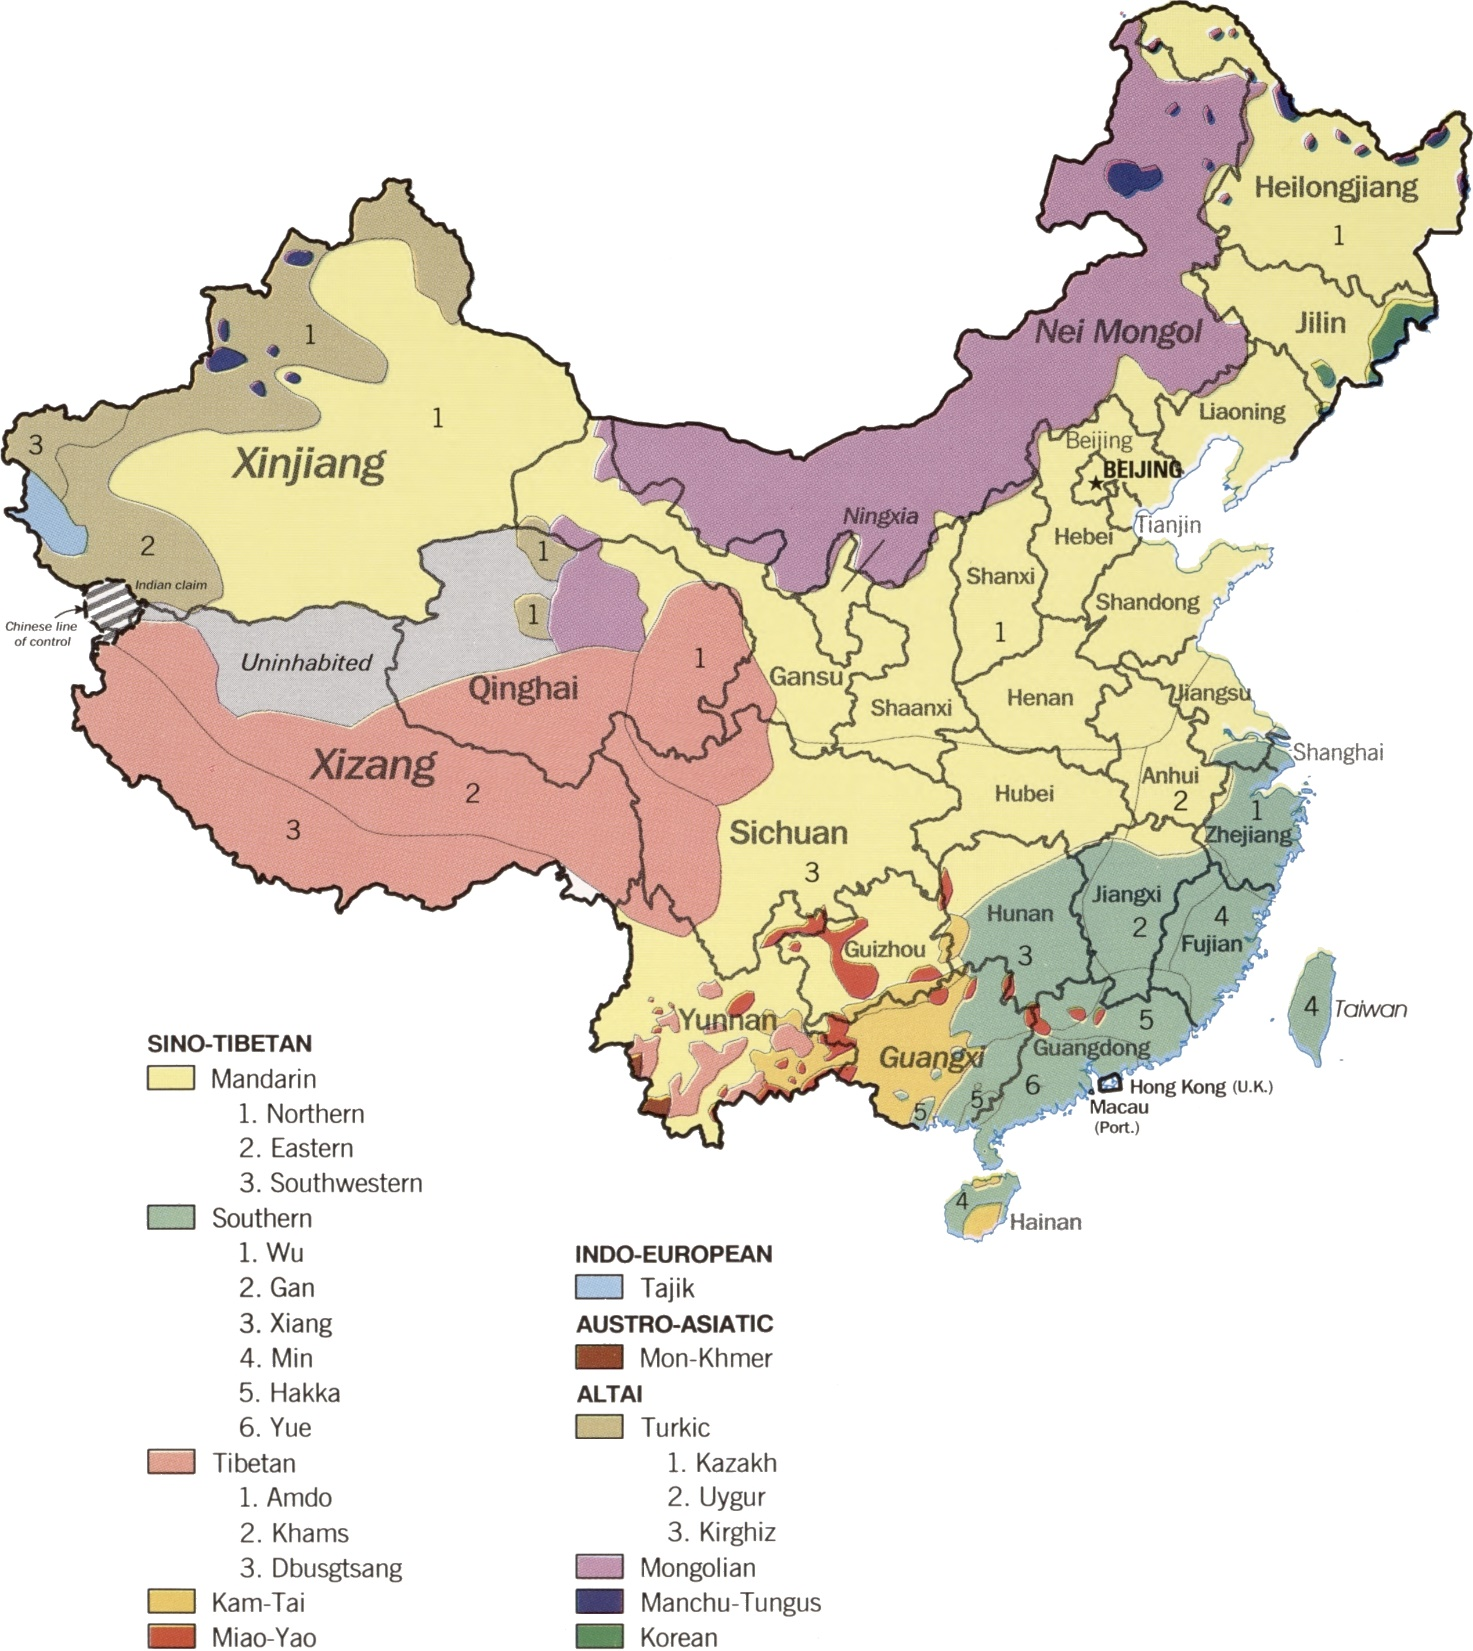 Heilongjiang
1
Nei Mongol
Jilin
Liaoning
1
1
Xinjiang
3
2
Beijing
BEIJING
Tianjin
Ningxia
Hebei
Shanxi
1
Shandong
1
1
Indian claim
Chinese line
of control
Uninhabited
Qinghai
1
Gansu
Shaanxi
Henan
Jiangsu
Shanghai
Xizang
2
3
Sichuan
3
Hubei
Anhui
2
1
Zhejiang
Hunan
3
Jiangxi
2
4
Fujian
Guizhou
Yunnan
Guangxi
5
5
5
Guangdong
6
4
Taiwan
Hong Kong (U.K.)
Macau
(Port.)
4
Hainan
SINO-TIBETAN
Mandarin
1. Northern
2. Eastern
3. Southwestern
Southern
1. Wu
2. Gan
3. Xiang
4. Min
5. Hakka
6. Yue
Tibetan
1. Amdo
2. Khams
3. Dbusgtsang
Kam-Tai
Miao-Yao
INDO-EUROPEAN
Tajik
AUSTRO-ASIATIC
Mon-Khmer
ALTAI
Turkic
1. Kazakh
2. Uygur
3. Kirghiz
Mongolian
Manchu-Tungus
Korean